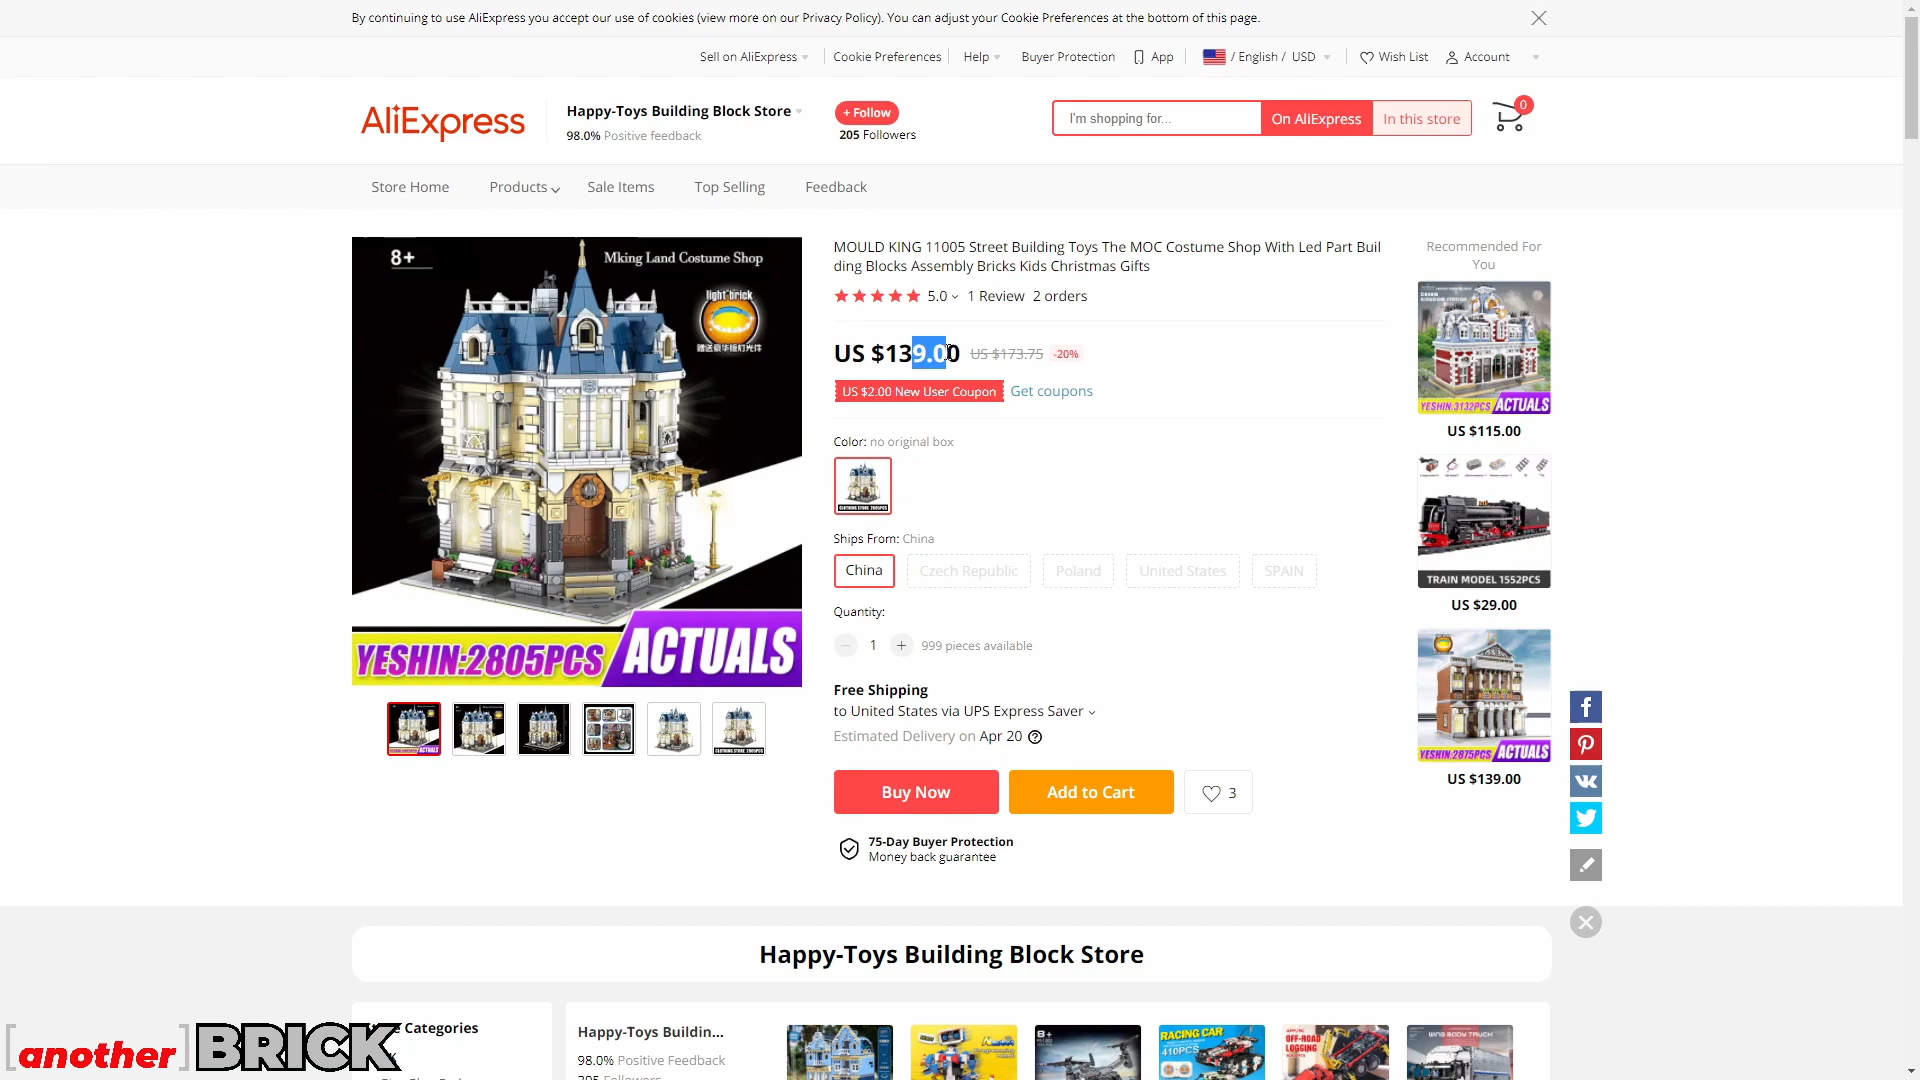 By continuing to use AliExpress you accept our use of cookies (view more on our Privacy Policy). You can adjust your Cookie Preferences at the bottom of this page.
Sell on AliExpress
Cookie Preferences
Help
Buyer Protection
App
/ English / USD
Wish List
Account
AliExpress
Happy-Toys Building Block Store
98.0% Positive feedback
+ Follow
205 Followers
I'm shopping for...
On AliExpress
In this store
0
Store Home
Products
Sale Items
Top Selling
Feedback
8+
Mking Land Costume Shop
light brick
YESHIN:2805PCS
ACTUALS
MOULD KING 11005 Street Building Toys The MOC Costume Shop With Led Part Buil
ding Blocks Assembly Bricks Kids Christmas Gifts
5.0
1 Review
2 orders
US $139.00
US $173.75
-20%
US $2.00 New User Coupon
Get coupons
Color: no original box
Ships From: China
China
Czech Republic
Poland
United States
SPAIN
Quantity:
1
999 pieces available
Free Shipping
to United States via UPS Express Saver
Estimated Delivery on Apr 20
Buy Now
Add to Cart
3
75-Day Buyer Protection
Money back guarantee
Recommended For
You
YESHIN:3132PCS
ACTUALS
US $115.00
TRAIN MODEL 1552PCS
US $29.00
YESHIN:2875PCS
ACTUALS
US $139.00
Happy-Toys Building Block Store
Categories
Happy-Toys Buildin...
98.0% Positive Feedback
8+
RACING CAR
410PCS
OFF-ROAD
LOGGING
WING BODY TRUCK
[another] BRICK